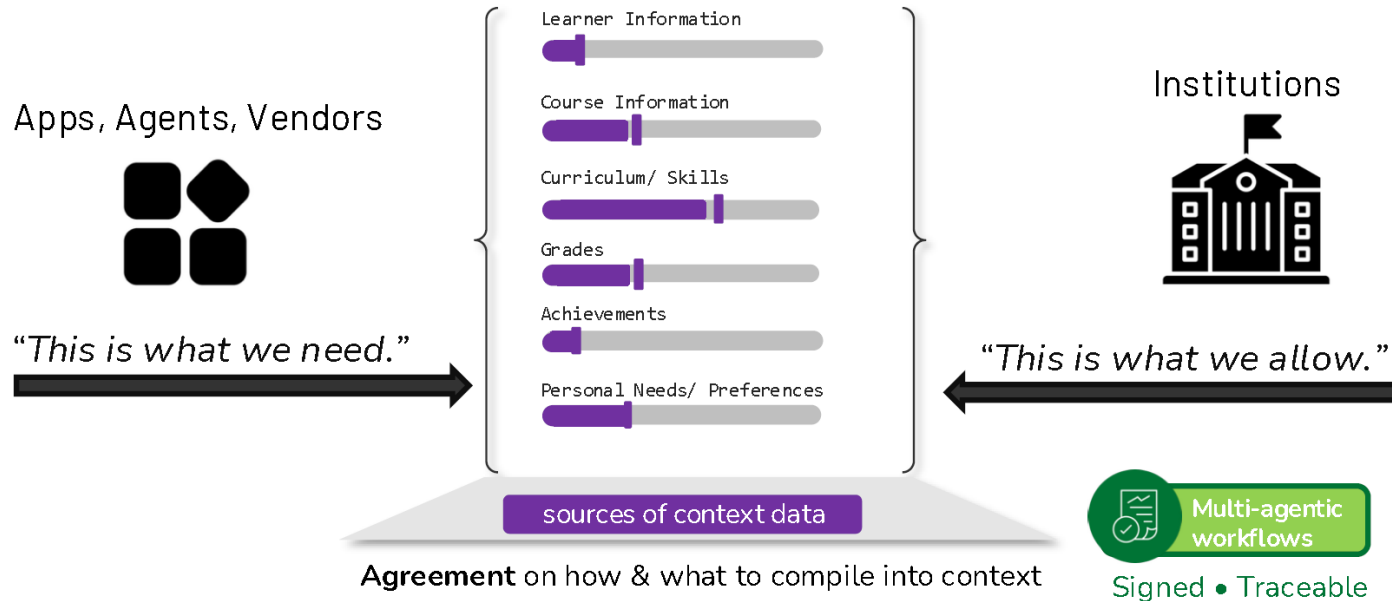 Learner Information
Course Information
Curriculum/ Skills
Grades
Achievements
Personal Needs/ Preferences
Apps, Agents, Vendors
“This is what we need.”
Institutions
“This is what we allow.”
sources of context data
Agreement on how & what to compile into context
Multi-agentic
workflows
Signed • Traceable